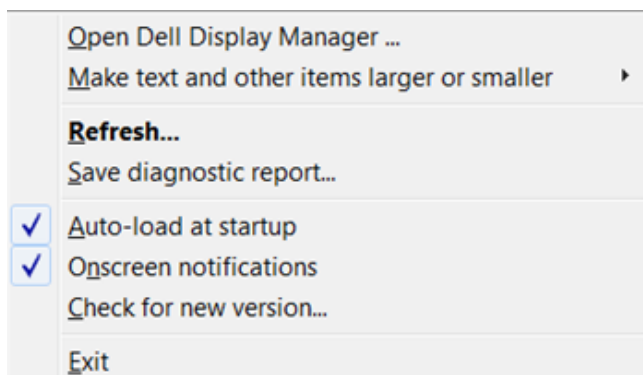 Open Dell Display Manager ...
Make text and other items larger or smaller
Refresh...
Save diagnostic report...
Auto-load at startup
Onscreen notifications
Check for new version...
Exit